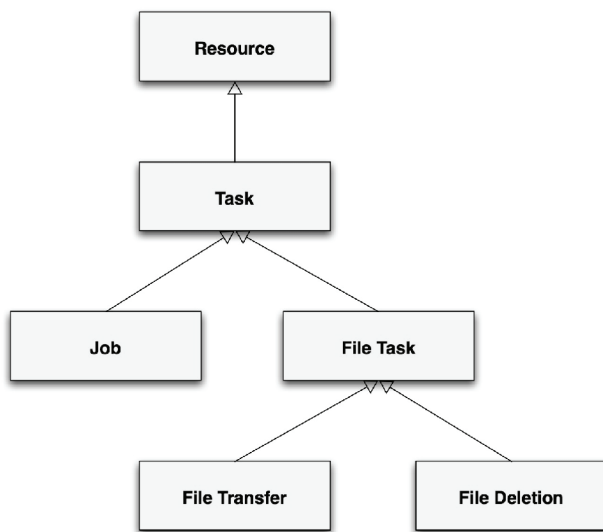 Resource
Task
Job
File Task
File Transfer
File Deletion